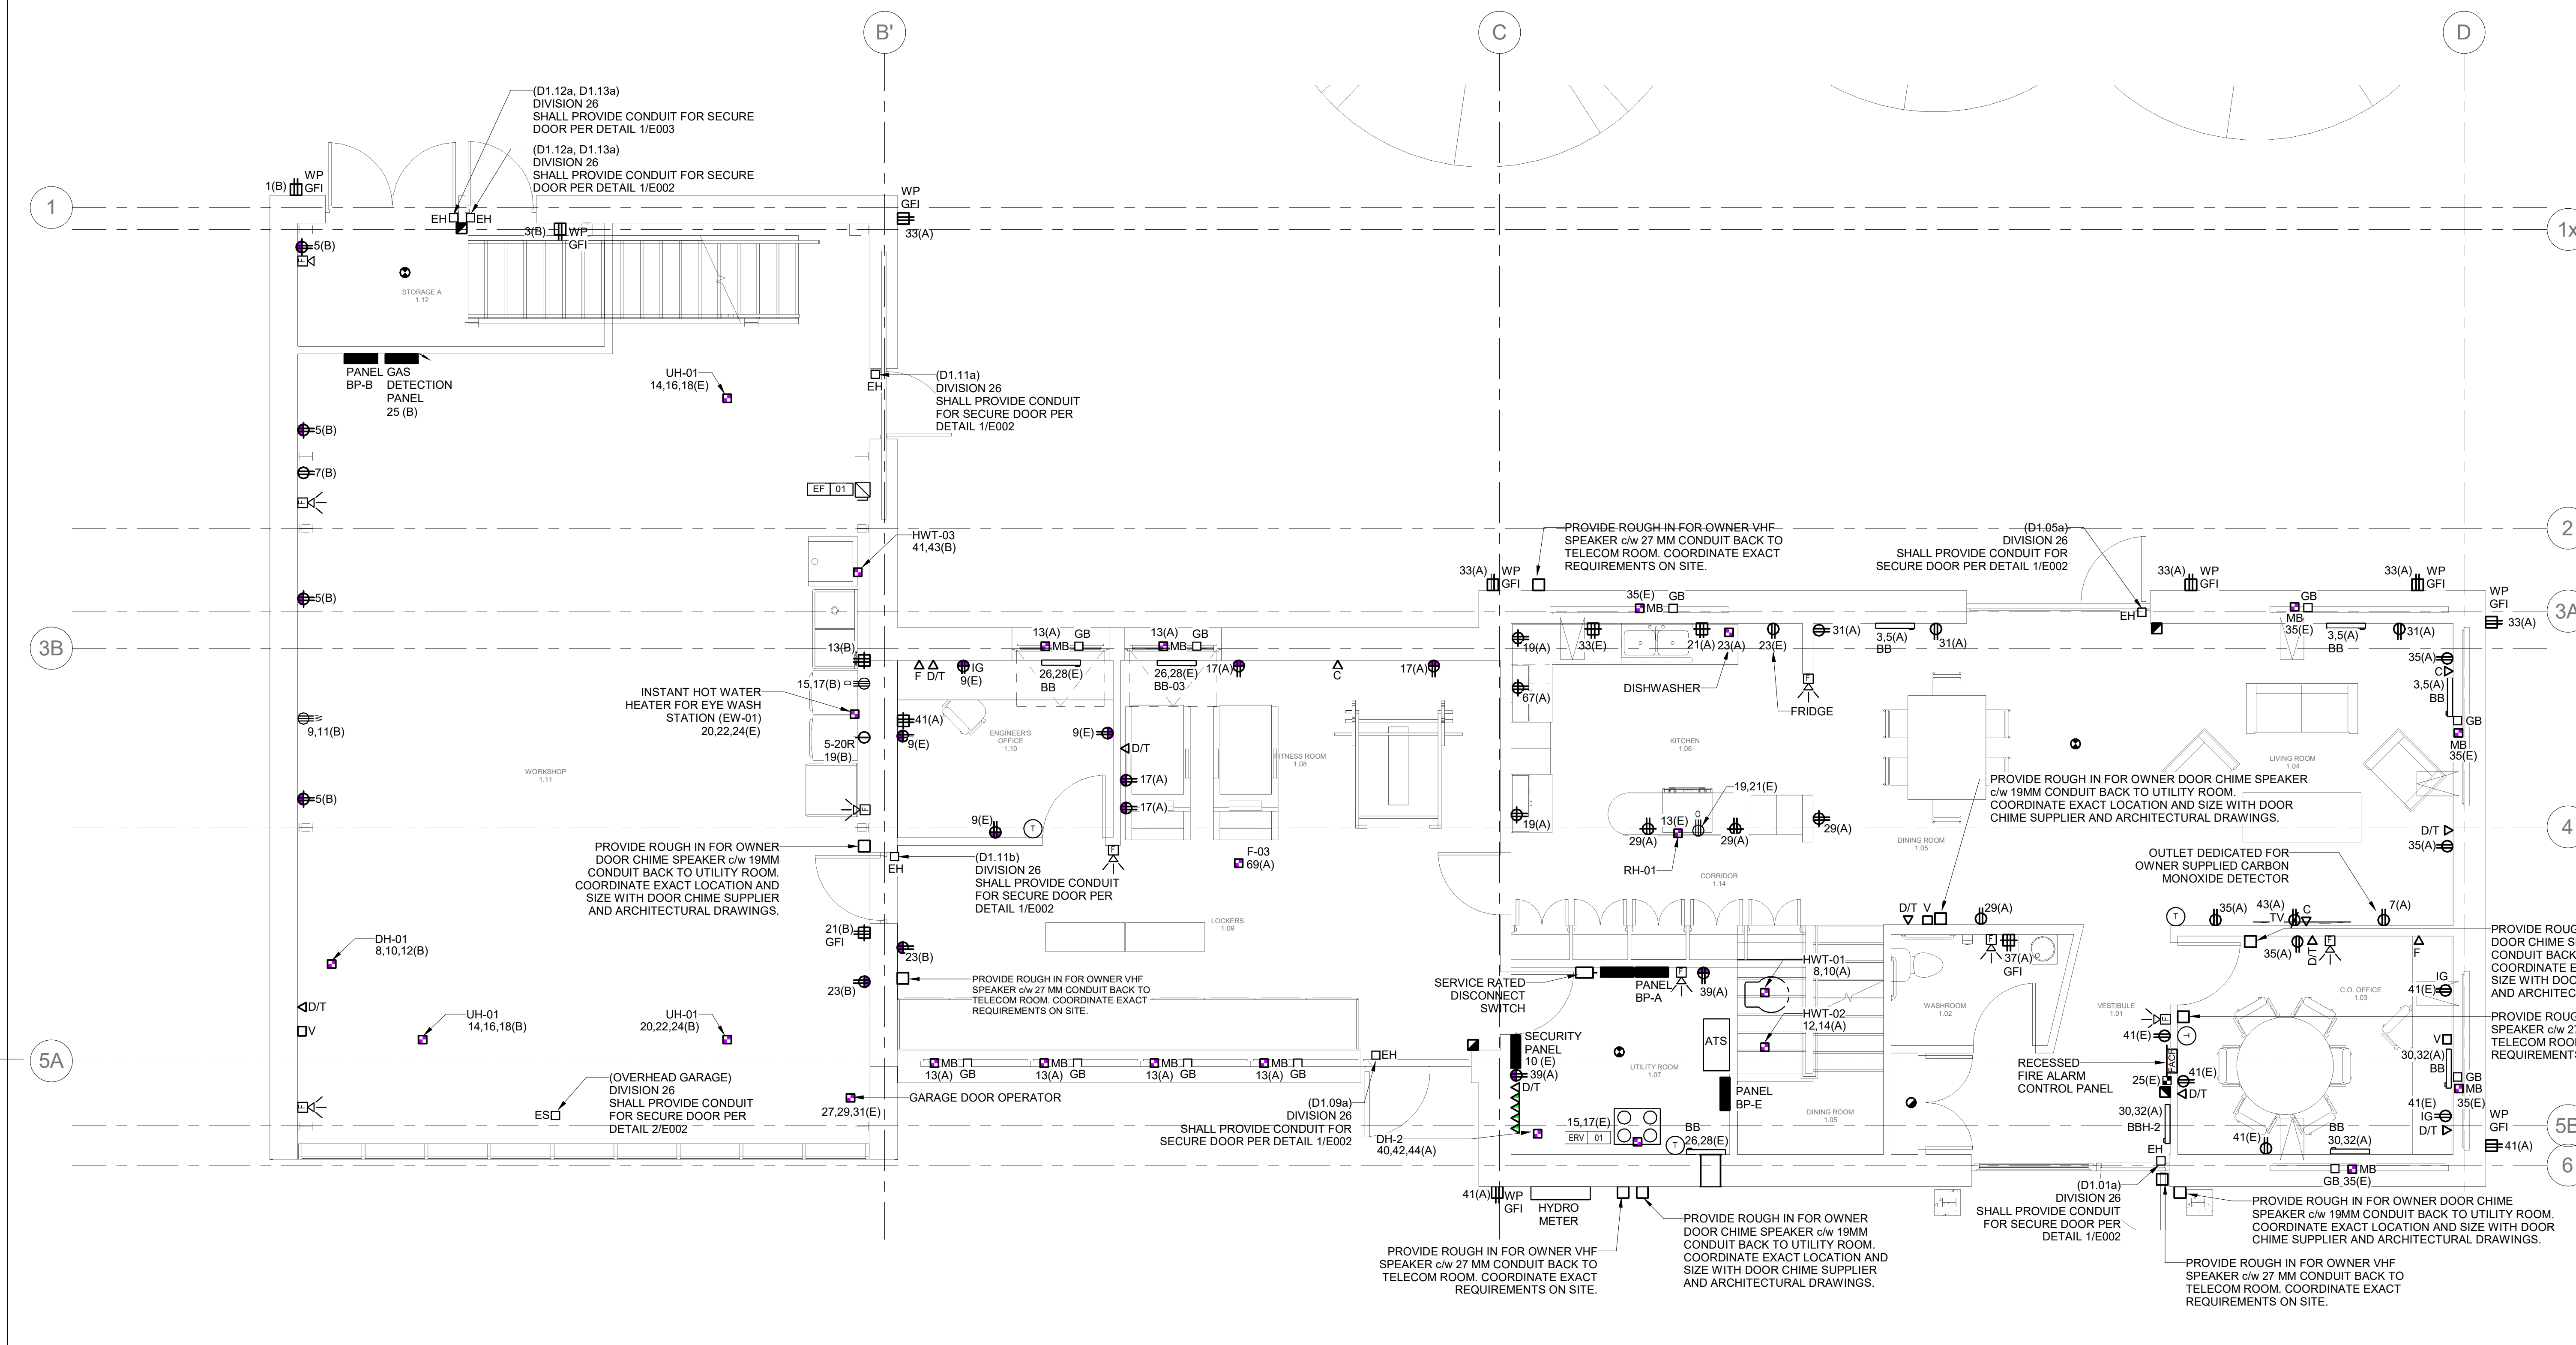 B'
C
D
1
1x
2
3A
3B
4
5A
5B
6
(D1.12a, D1.13a)
DIVISION 26
SHALL PROVIDE CONDUIT FOR SECURE
DOOR PER DETAIL 1/E003
(D1.12a, D1.13a)
DIVISION 26
SHALL PROVIDE CONDUIT FOR SECURE
DOOR PER DETAIL 1/E002
1(B)
WP
GFI
EH
EH
3(B)
WP
GFI
WP
GFI
33(A)
5(B)
F
STORAGE A
1.12
PANEL
BP-B
GAS
DETECTION
PANEL
25 (B)
UH-01
14,16,18(E)
EH
(D1.11a)
DIVISION 26
SHALL PROVIDE CONDUIT
FOR SECURE DOOR PER
DETAIL 1/E002
5(B)
7(B)
F
EF 01
HWT-03
41,43(B)
5(B)
13(B)
15,17(B)
D
INSTANT HOT WATER
HEATER FOR EYE WASH
STATION (EW-01)
20,22,24(E)
W
9,11(B)
5-20R
19(B)
WORKSHOP
1.11
5(B)
F
PROVIDE ROUGH IN FOR OWNER
DOOR CHIME SPEAKER c/w 19MM
CONDUIT BACK TO UTILITY ROOM.
COORDINATE EXACT LOCATION AND
SIZE WITH DOOR CHIME SUPPLIER
AND ARCHITECTURAL DRAWINGS.
EH
(D1.11b)
DIVISION 26
SHALL PROVIDE CONDUIT
FOR SECURE DOOR PER
DETAIL 1/E002
21(B)
GFI
23(B)
23(B)
DH-01
8,10,12(B)
D/T
V
UH-01
14,16,18(B)
UH-01
20,22,24(B)
F
ES
(OVERHEAD GARAGE)
DIVISION 26
SHALL PROVIDE CONDUIT
FOR SECURE DOOR PER
DETAIL 2/E002
27,29,31(E)
GARAGE DOOR OPERATOR
PROVIDE ROUGH IN FOR OWNER VHF
SPEAKER c/w 27 MM CONDUIT BACK TO
TELECOM ROOM. COORDINATE EXACT
REQUIREMENTS ON SITE.
13(A)
MB
GB
13(A)
MB
GB
F
D/T
IG
9(E)
26,28(E)
BB
26,28(E)
BB-03
17(A)
C
17(A)
41(A)
9(E)
ENGINEER'S
OFFICE
1.10
9(E)
D/T
17(A)
17(A)
FITNESS ROOM
1.08
9(E)
T
F
F-03
69(A)
LOCKERS
1.09
MB
13(A)
GB
MB
13(A)
GB
MB
13(A)
GB
MB
13(A)
GB
EH
(D1.09a)
DIVISION 26
SHALL PROVIDE CONDUIT FOR
SECURE DOOR PER DETAIL 1/E002
PROVIDE ROUGH IN FOR OWNER VHF
SPEAKER c/w 27 MM CONDUIT BACK TO
TELECOM ROOM. COORDINATE EXACT
REQUIREMENTS ON SITE.
33(A)
WP
GFI
35(E)
MB
GB
19(A)
33(E)
21(A)
23(A)
23(E)
31(A)
3,5(A)
BB
31(A)
67(A)
DISHWASHER
F
FRIDGE
KITCHEN
1.06
19(A)
19,21(E)
O
13(E)
29(A)
29(A)
29(A)
RH-01
CORRIDOR
1.14
DINING ROOM
1.05
(D1.05a)
DIVISION 26
SHALL PROVIDE CONDUIT FOR
SECURE DOOR PER DETAIL 1/E002
EH
33(A)
WP
GFI
33(A)
WP
GFI
WP
GFI
33(A)
GB
MB
35(E)
3,5(A)
BB
31(A)
35(A)
C
3,5(A)
BB
GB
MB
35(E)
LIVING ROOM
1.04
PROVIDE ROUGH IN FOR OWNER DOOR CHIME SPEAKER
c/w 19MM CONDUIT BACK TO UTILITY ROOM.
COORDINATE EXACT LOCATION AND SIZE WITH DOOR
CHIME SUPPLIER AND ARCHITECTURAL DRAWINGS.
D/T
35(A)
OUTLET DEDICATED FOR
OWNER SUPPLIED CARBON
MONOXIDE DETECTOR
D/T
V
29(A)
T
35(A)
43(A)
TV
C
7(A)
F
37(A)
GFI
35(A)
D/T
F
F
PROVIDE ROUG
DOOR CHIME S
CONDUIT BACK
COORDINATE E
SIZE WITH DOO
AND ARCHITEC
IG
41(E)
C.O. OFFICE
1.03
SERVICE RATED
DISCONNECT
SWITCH
PANEL
BP-A
F
39(A)
HWT-01
8,10(A)
HWT-02
12,14(A)
WASHROOM
1.02
VESTIBULE
1.01
F
41(E)
T
PROVIDE ROUG
SPEAKER c/w 27
TELECOM ROOM
REQUIREMENTS
SECURITY
PANEL
10 (E)
39(A)
D/T
ATS
UTILITY ROOM
1.07
PANEL
BP-E
DINING ROOM
1.05
RECESSED
FIRE ALARM
CONTROL PANEL
FACP
25(E)
41(E)
D/T
V
30,32(A)
BB
GB
35(E)
15,17(E)
ERV 01
T
BB
26,28(E)
DH-2
40,42,44(A)
30,32(A)
BBH-2
41(E)
BB
30,32(A)
41(E)
IG
D/T
WP
GFI
41(A)
EH
MB
GB 35(E)
41(A)
WP
GFI
HYDRO
METER
(D1.01a)
DIVISION 26
SHALL PROVIDE CONDUIT
FOR SECURE DOOR PER
DETAIL 1/E002
PROVIDE ROUGH IN FOR OWNER DOOR CHIME
SPEAKER c/w 19MM CONDUIT BACK TO UTILITY ROOM.
COORDINATE EXACT LOCATION AND SIZE WITH DOOR
CHIME SUPPLIER AND ARCHITECTURAL DRAWINGS.
PROVIDE ROUGH IN FOR OWNER
DOOR CHIME SPEAKER c/w 19MM
CONDUIT BACK TO UTILITY ROOM.
COORDINATE EXACT LOCATION AND
SIZE WITH DOOR CHIME SUPPLIER
AND ARCHITECTURAL DRAWINGS.
PROVIDE ROUGH IN FOR OWNER VHF
SPEAKER c/w 27 MM CONDUIT BACK TO
TELECOM ROOM. COORDINATE EXACT
REQUIREMENTS ON SITE.
PROVIDE ROUGH IN FOR OWNER VHF
SPEAKER c/w 27 MM CONDUIT BACK TO
TELECOM ROOM. COORDINATE EXACT
REQUIREMENTS ON SITE.